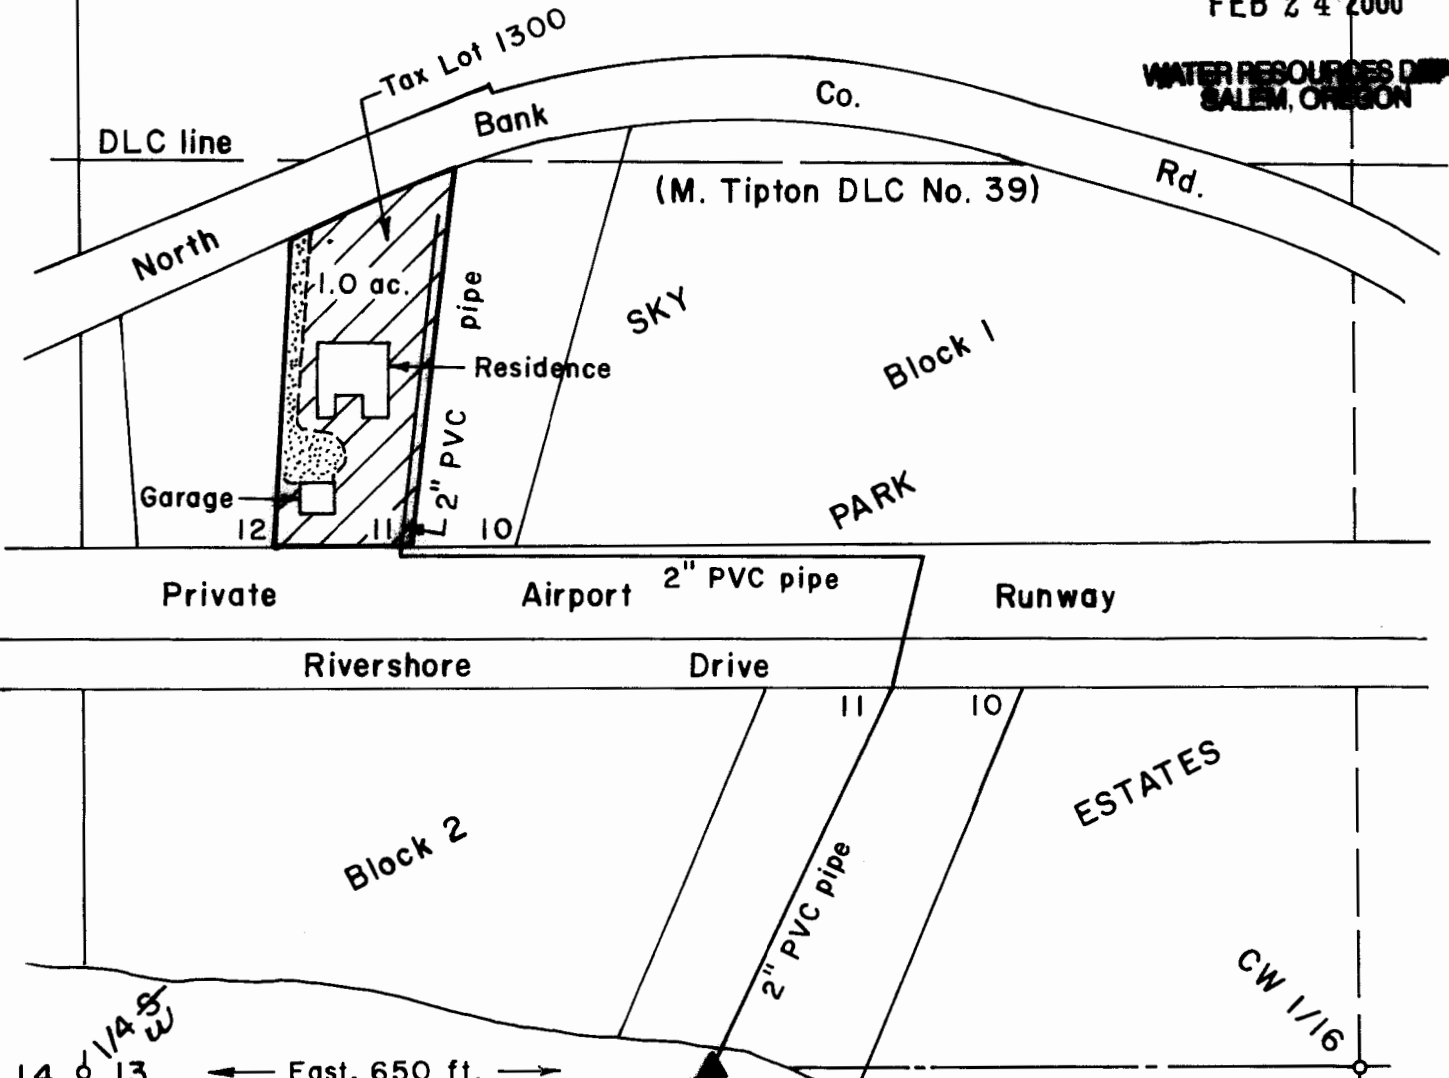 FEB 24 2000
WATER RESOURCES DEPT
SALEM, OREGON
Tax Lot 1300
Co.
Bank
DLC line
Rd.
(M. Tipton DLC No. 39)
North
1.0 ac.
SKY
Block 1
Residence
2" PVC pipe
PARK
Garage
12 11 10
2" PVC pipe
Private Airport Runway
Rivershore Drive
11 10
ESTATES
Block 2
2" PVC pipe
CW 1/16
1/4 S
W
14 13 East, 650 ft.